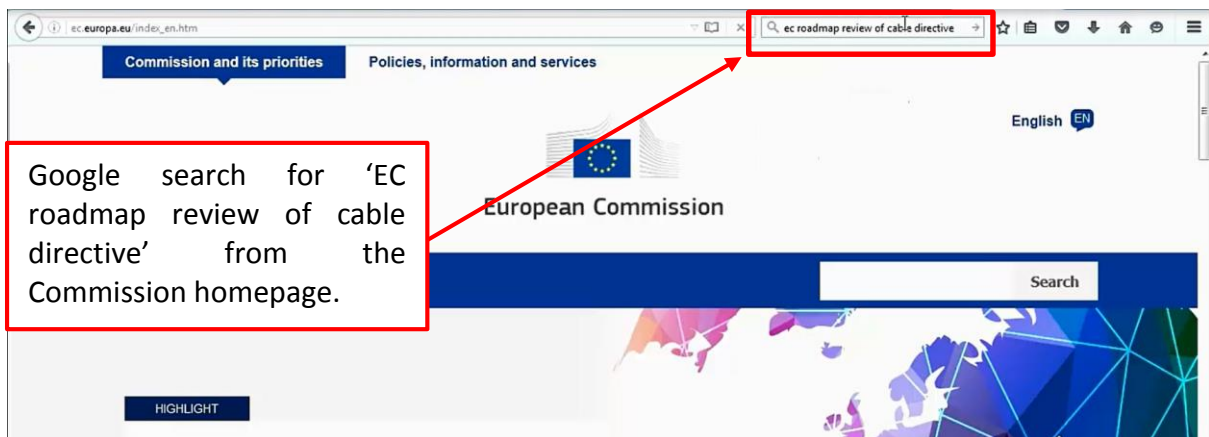 ec.europa.eu/index_en.htm
ec roadmap review of cable directive
Commission and its priorities
Policies, information and services
English EN
Google search for ‘EC
roadmap review of cable
directive’ from the
Commission homepage.
European Commission
Search
HIGHLIGHT